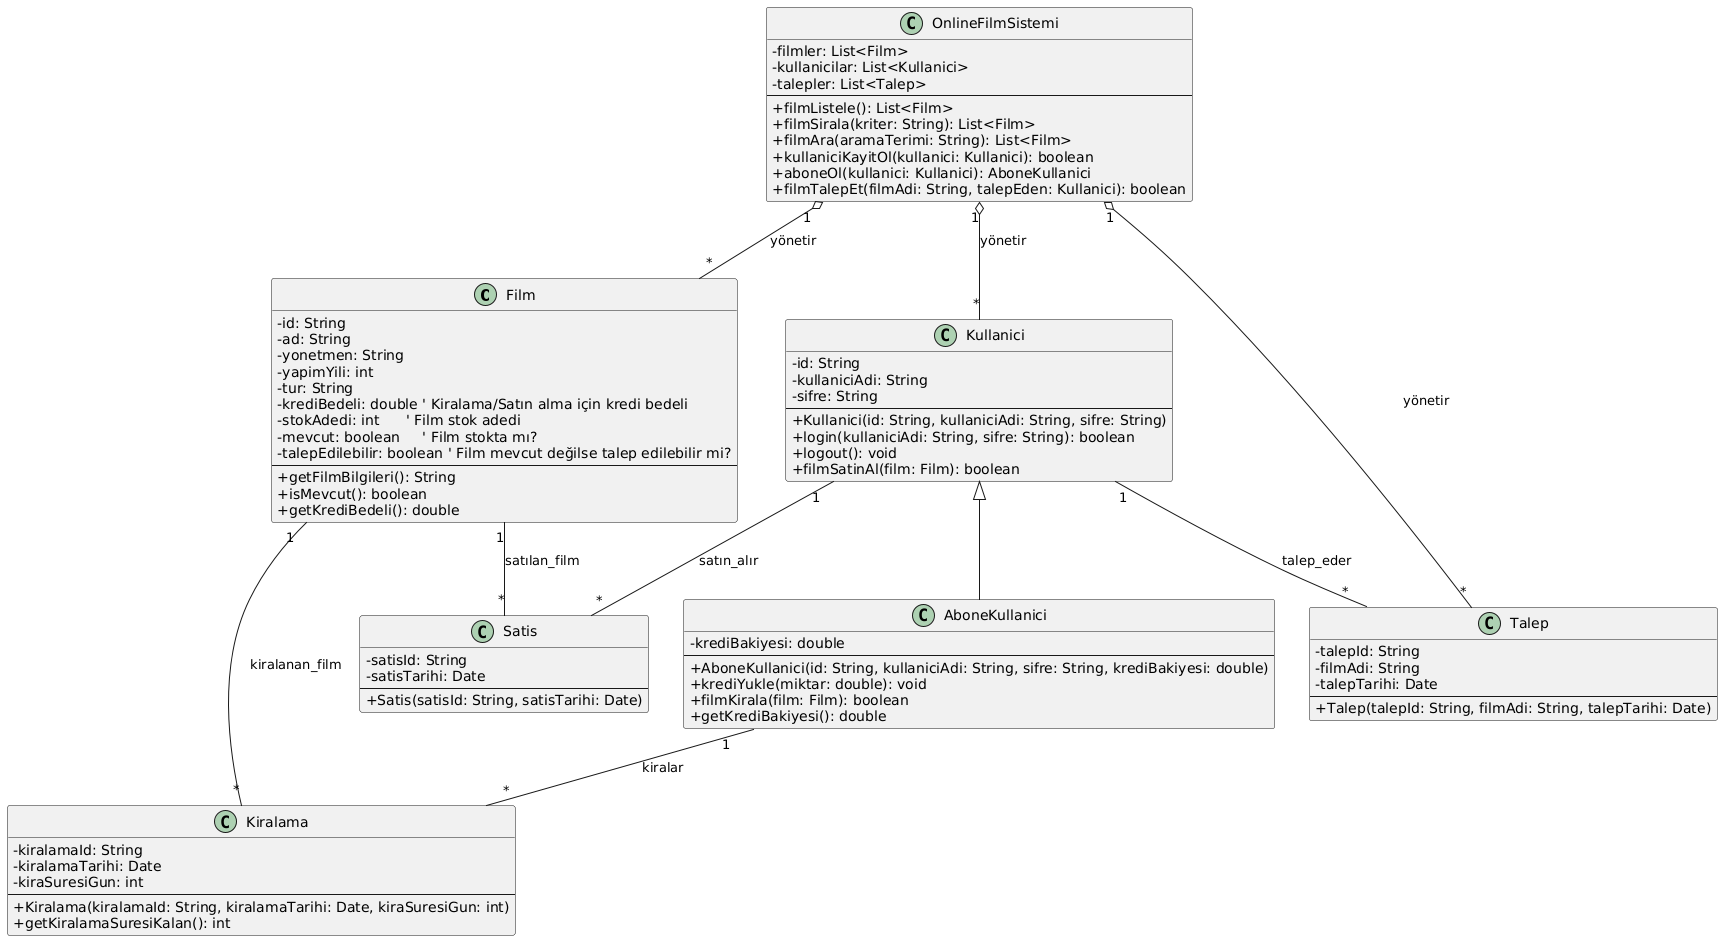 OnlineFilmSistemi
-filmler: List<Film>
-kullanicilar: List<Kullanici>
-talepler: List<Talep>
+filmListele(): List<Film>
+filmSirala(kriter: String): List<Film>
+filmAra(aramaTerimi: String): List<Film>
+kullaniciKayitOl(kullanici: Kullanici): boolean
+aboneOl(kullanici: Kullanici): AboneKullanici
+filmTalepEt(filmAdi: String, talepEden: Kullanici): boolean
1
1
1
yönetir
yönetir
yönetir
*
*
*
Film
-id: String
-ad: String
-yonetmen: String
-yapimYili: int
-tur: String
-krediBedeli: double ' Kiralama/Satın alma için kredi bedeli
-stokAdedi: int      ' Film stok adedi
-mevcut: boolean     ' Film stokta mı?
-talepEdilebilir: boolean ' Film mevcut değilse talep edilebilir mi?
+getFilmBilgileri(): String
+isMevcut(): boolean
+getKrediBedeli(): double
Kullanici
-id: String
-kullaniciAdi: String
-sifre: String
+Kullanici(id: String, kullaniciAdi: String, sifre: String)
+login(kullaniciAdi: String, sifre: String): boolean
+logout(): void
+filmSatinAl(film: Film): boolean
1
1
1
1
satılan_film
satın_alır
talep_eder
*
*
*
Satis
-satisId: String
-satisTarihi: Date
+Satis(satisId: String, satisTarihi: Date)
AboneKullanici
-krediBakiyesi: double
+AboneKullanici(id: String, kullaniciAdi: String, sifre: String, krediBakiyesi: double)
+krediYukle(miktar: double): void
+filmKirala(film: Film): boolean
+getKrediBakiyesi(): double
Talep
-talepId: String
-filmAdi: String
-talepTarihi: Date
+Talep(talepId: String, filmAdi: String, talepTarihi: Date)
kiralanan_film
1
kiralar
*
*
Kiralama
-kiralamaId: String
-kiralamaTarihi: Date
-kiraSuresiGun: int
+Kiralama(kiralamaId: String, kiralamaTarihi: Date, kiraSuresiGun: int)
+getKiralamaSuresiKalan(): int